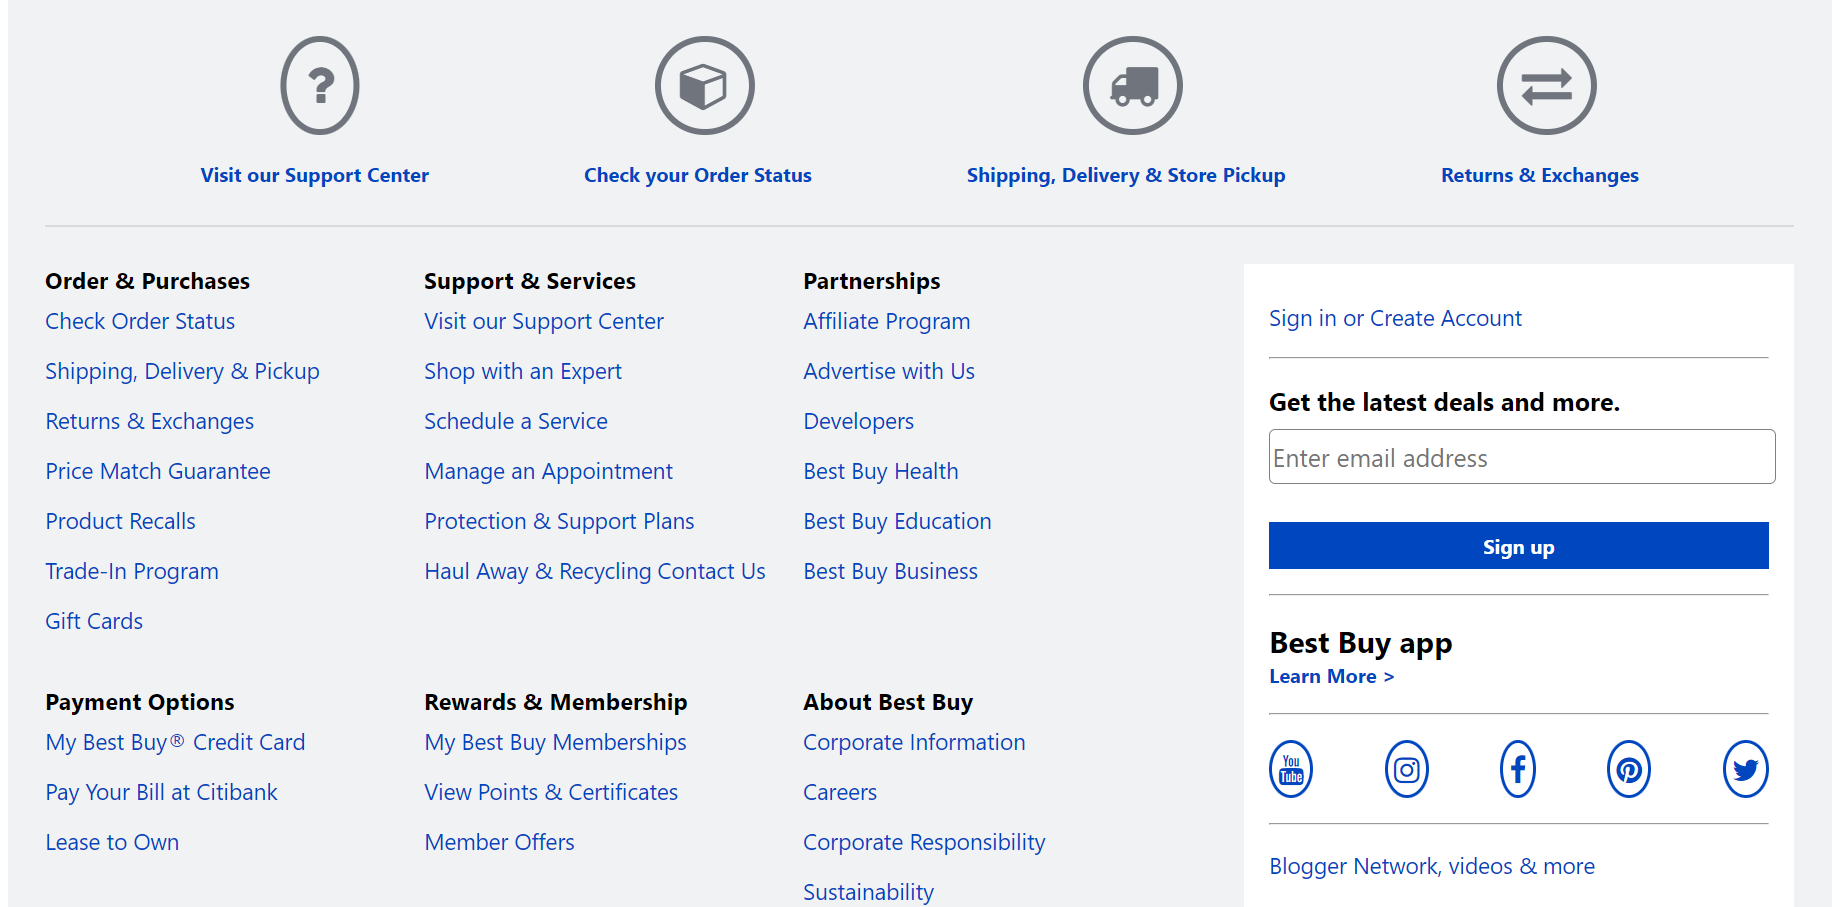 ?
Visit our Support Center
Check your Order Status
Shipping, Delivery & Store Pickup
Returns & Exchanges
Order & Purchases
Check Order Status
Shipping, Delivery & Pickup
Returns & Exchanges
Price Match Guarantee
Product Recalls
Trade-In Program
Gift Cards
Support & Services
Visit our Support Center
Shop with an Expert
Schedule a Service
Manage an Appointment
Protection & Support Plans
Haul Away & Recycling Contact Us
Partnerships
Affiliate Program
Advertise with Us
Developers
Best Buy Health
Best Buy Education
Best Buy Business
Payment Options
My Best Buy® Credit Card
Pay Your Bill at Citibank
Lease to Own
Rewards & Membership
My Best Buy Memberships
View Points & Certificates
Member Offers
About Best Buy
Corporate Information
Careers
Corporate Responsibility
Sustainability
Sign in or Create Account
Get the latest deals and more.
Enter email address
Sign up
Best Buy app
Learn More >
You
Tube
Blogger Network, videos & more